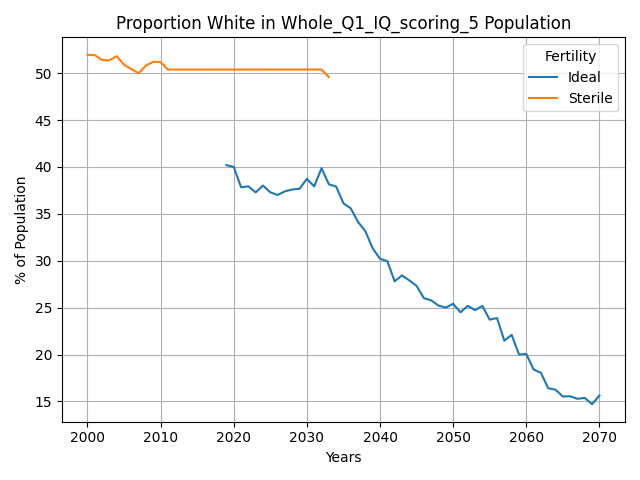 Proportion White in Whole_Q1_IQ_scoring_5 Population
Fertility
Ideal
Sterile
% of Population
50
45
40
35
30
25
20
15
2000 2010 2020 2030 2040 2050 2060 2070
Years